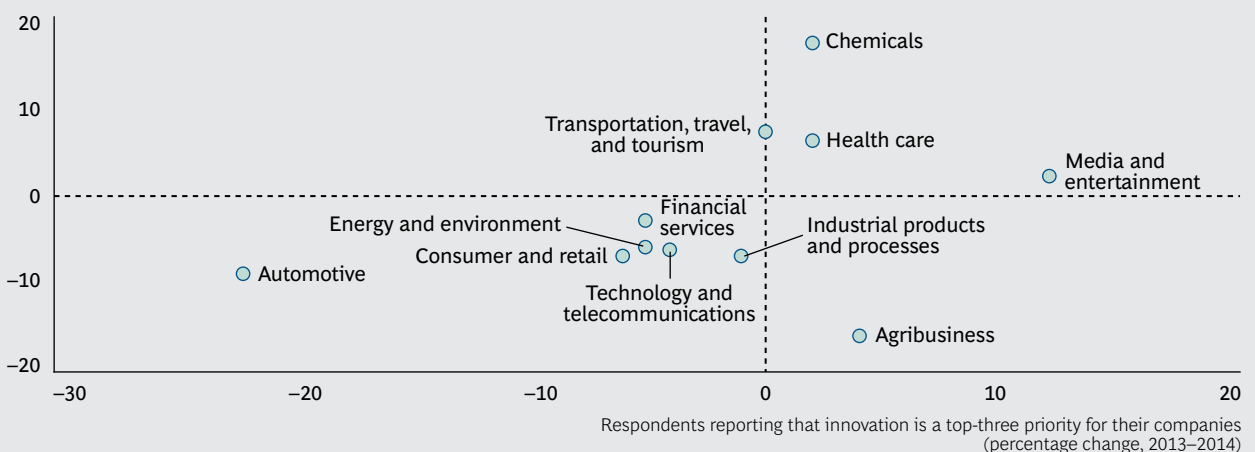 20
Chemicals
10
Transportation, travel,
and tourism
Health care
Media and
entertainment
0
Financial
services
Energy and environment
Industrial products
and processes
Consumer and retail
Automotive
–10
Technology and
telecommunications
Agribusiness
–20
–30
–20
–10
0
10
20
Respondents reporting that innovation is a top-three priority for their companies
(percentage change, 2013–2014)